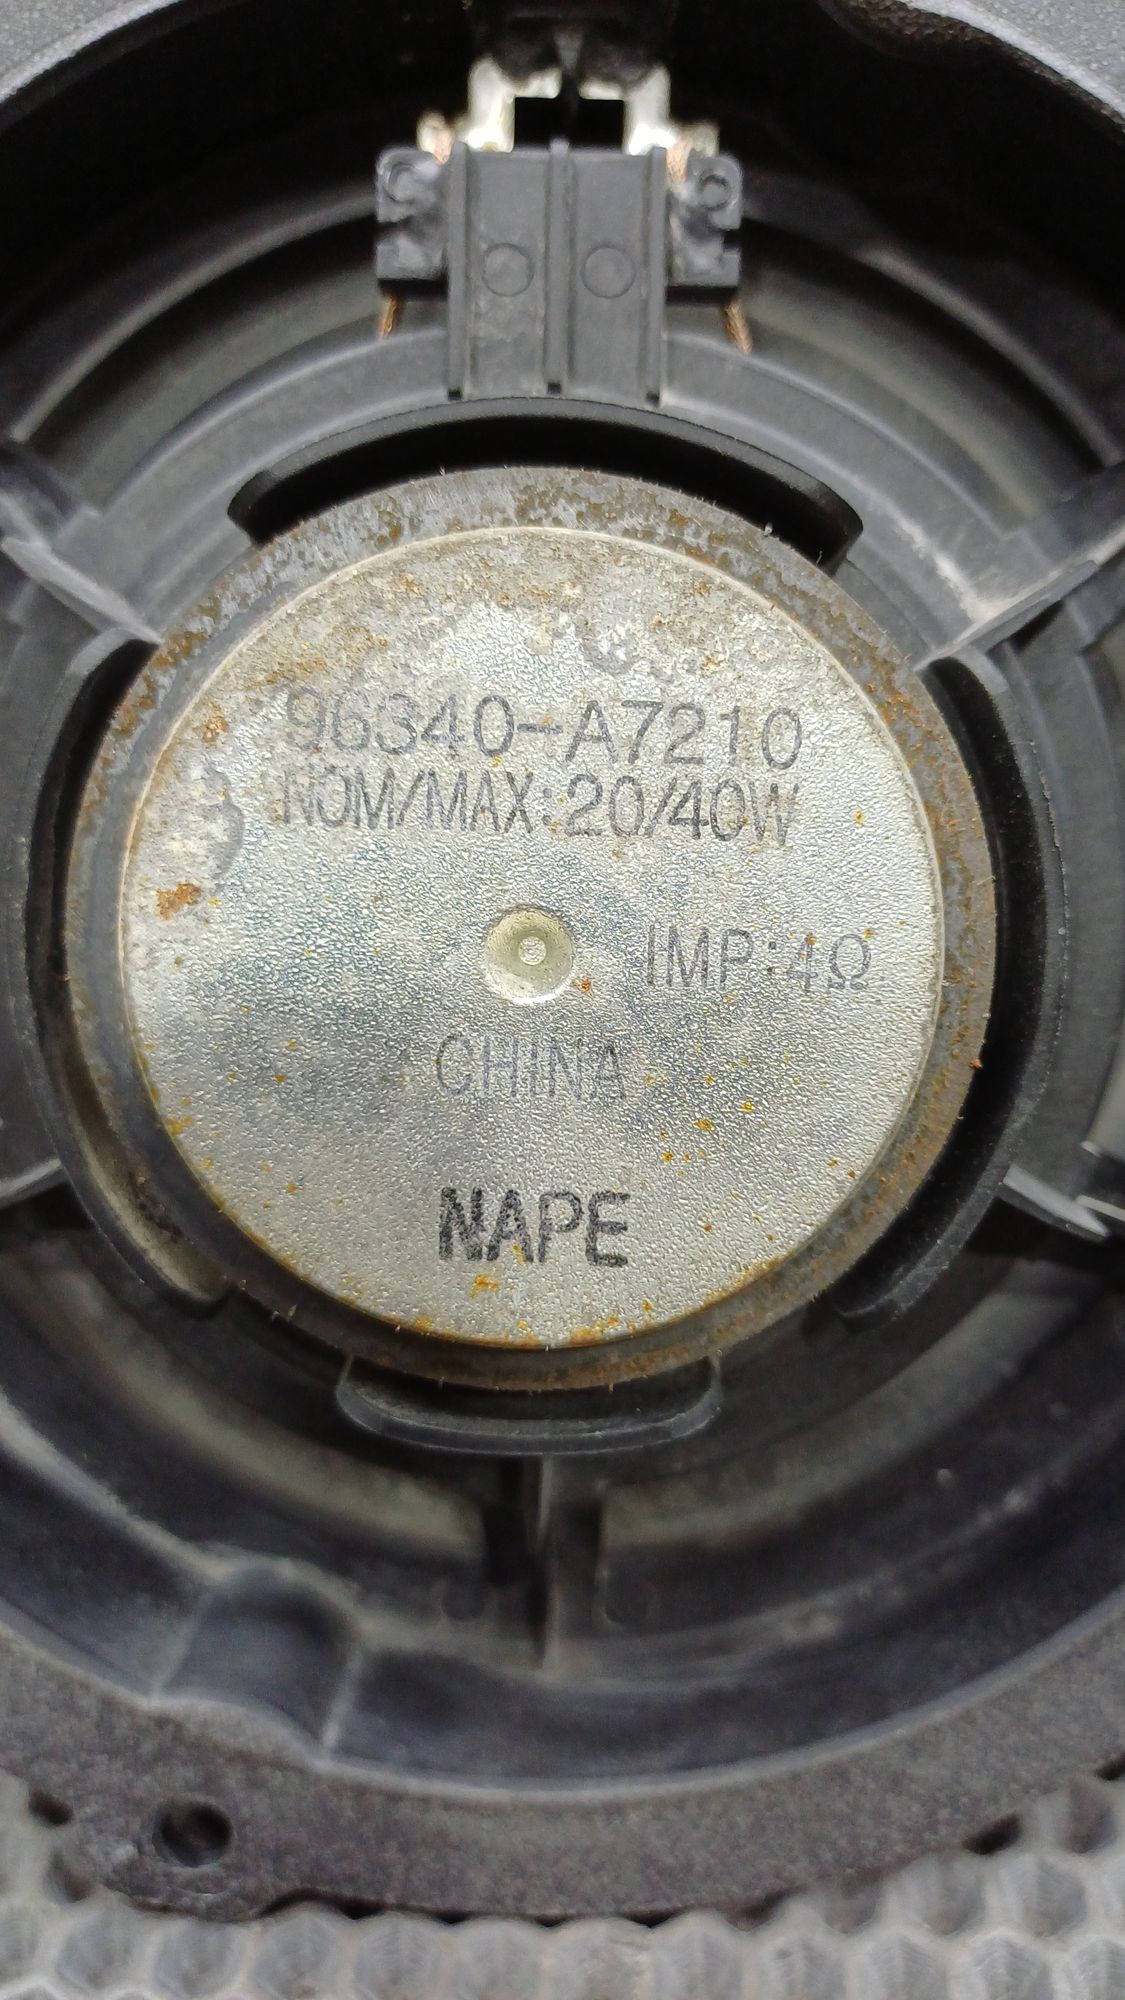 96340-A7210
NOM/MAX:20/40W
IMP:4Ω
CHINA
NAPE